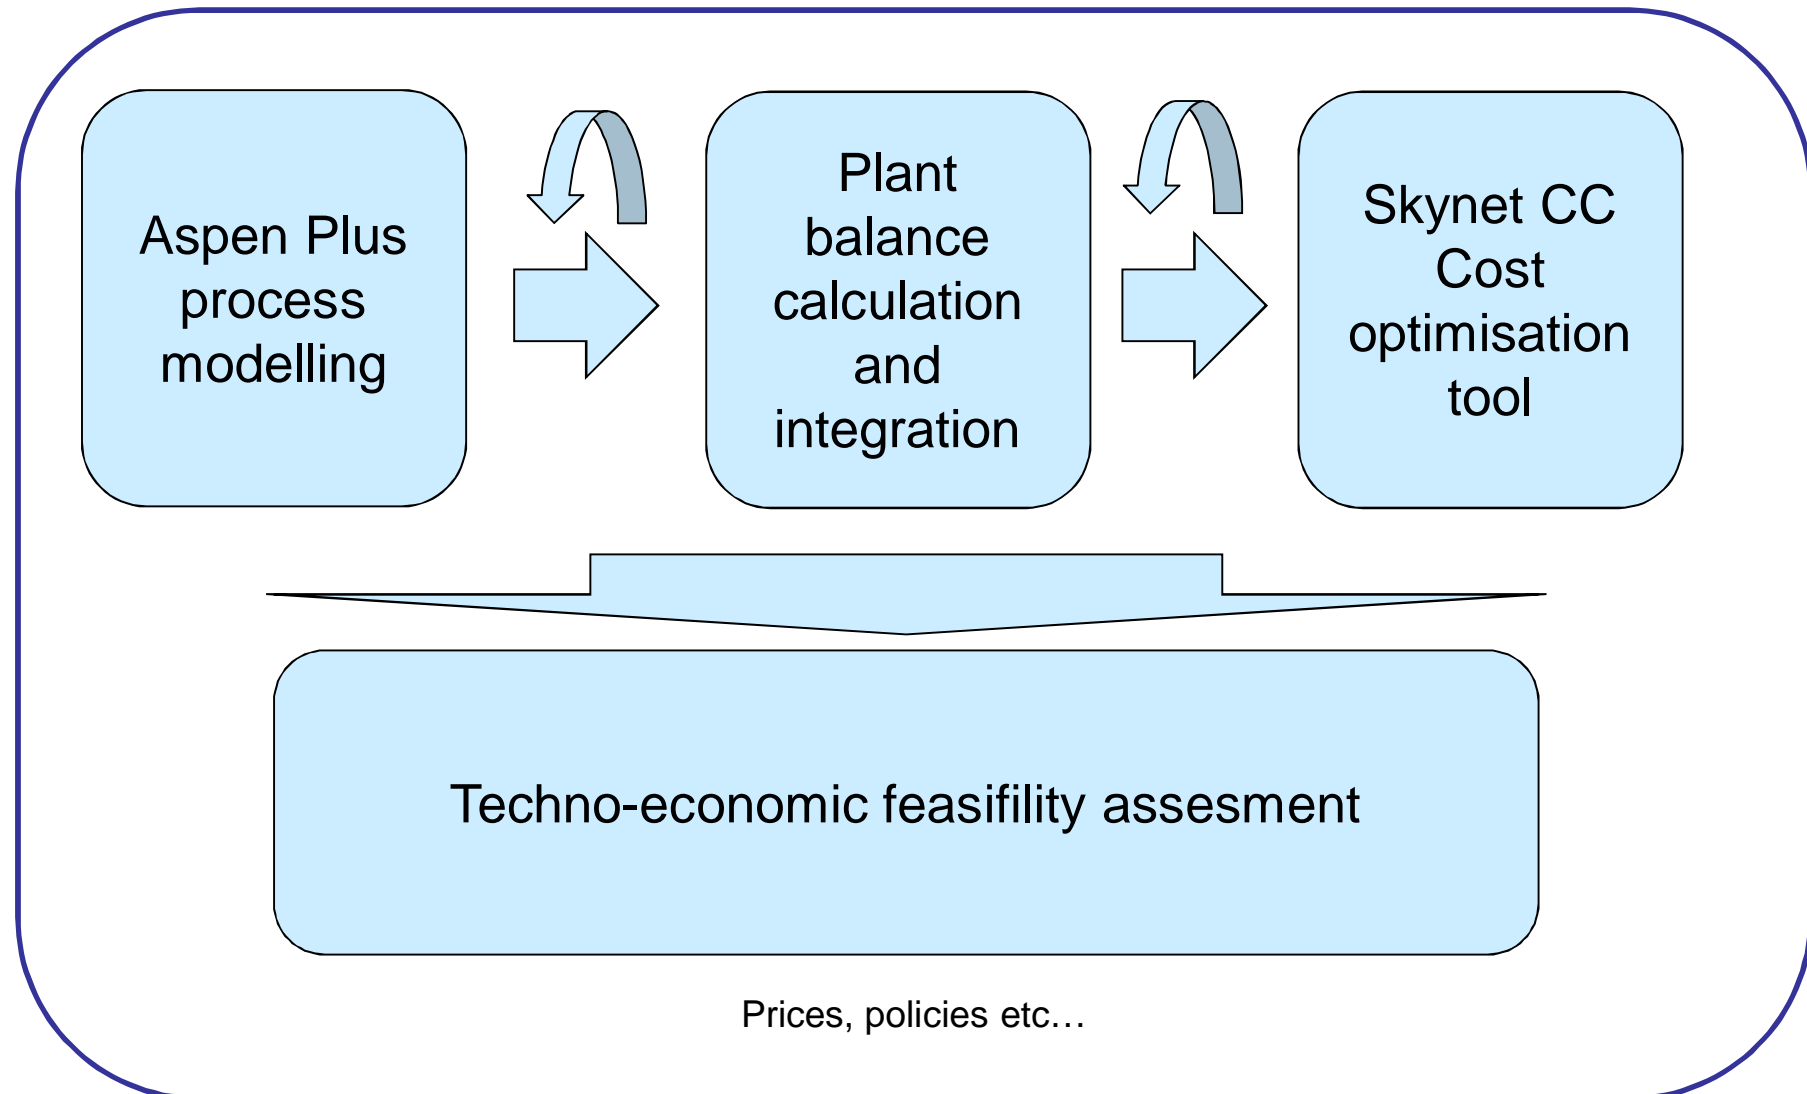 Aspen Plus
process
modelling
Plant
balance
calculation
and
integration
Skynet CC
Cost
optimisation
tool
Techno-economic feasifility assesment
Prices, policies etc…